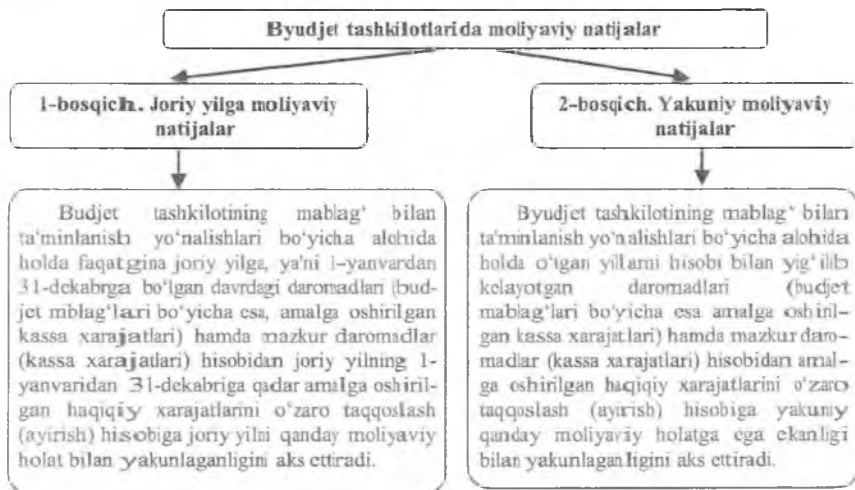 Byudjet tashkilotlarida moliyaviy natijalar
1-bosqich. Joriy yilga moliyaviy
natijalar
2-bosqich. Yakuniy moliyaviy
natijalar
Budjet tashkilotining mablag‘ bilan
ta'minlanish yo‘nalishlari bo‘yicha alohida
holda faqatgina joriy yilga, ya'ni 1-yanvardan
31-dekabrga bo‘lgan davrdagi daromadlari (bud-
jet mblag‘lari bo‘yicha esa, amalga oshirilgan
kassa xarajatlari) hamda mazkur daromadlar
(kassa xarajatlari) hisobidan joriy yilning 1-
yanvaridan 31-dekabriga qadar amalga oshiril-
gan haqiqiy xarajatlarini o‘zaro taqqoslash
(ayirish) hisobiga joriy yilni qanday moliyaviy
holat bilan yakunlaganligini aks ettiradi.
Byudjet tashkilotining mablag‘ bilan
ta'minlanish yo‘nalishlari bo‘yicha alohida
holda o‘tgan yillarni hisobi bilan yig‘ilib
kelayotgan daromadlari (budjet
mablag‘lari bo‘yicha esa amalga oshiril-
gan kassa xarajatlari) hamda mazkur daro-
madlar (kassa xarajatlari) hisobidan amal-
ga oshirilgan haqiqiy xarajatlarini o‘zaro
taqqoslash (ayirish) hisobiga yakuniy
qanday moliyaviy holatga ega ekanligi
bilan yakunlaganligini aks ettiradi.